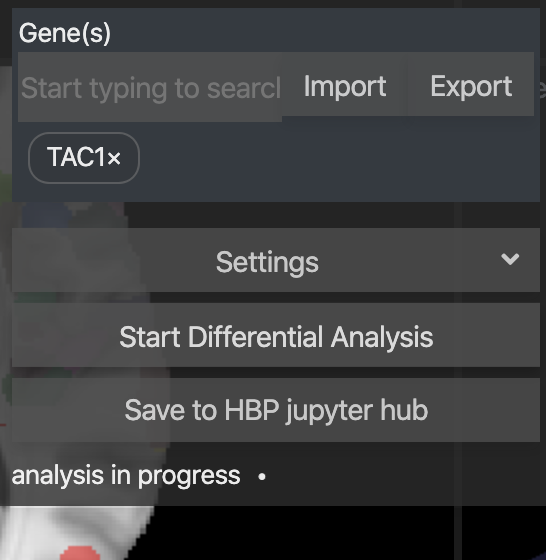 Gene(s)
Start typing to searcl Import Export
TAC1×
Settings
Start Differential Analysis
Save to HBP jupyter hub
analysis in progress •